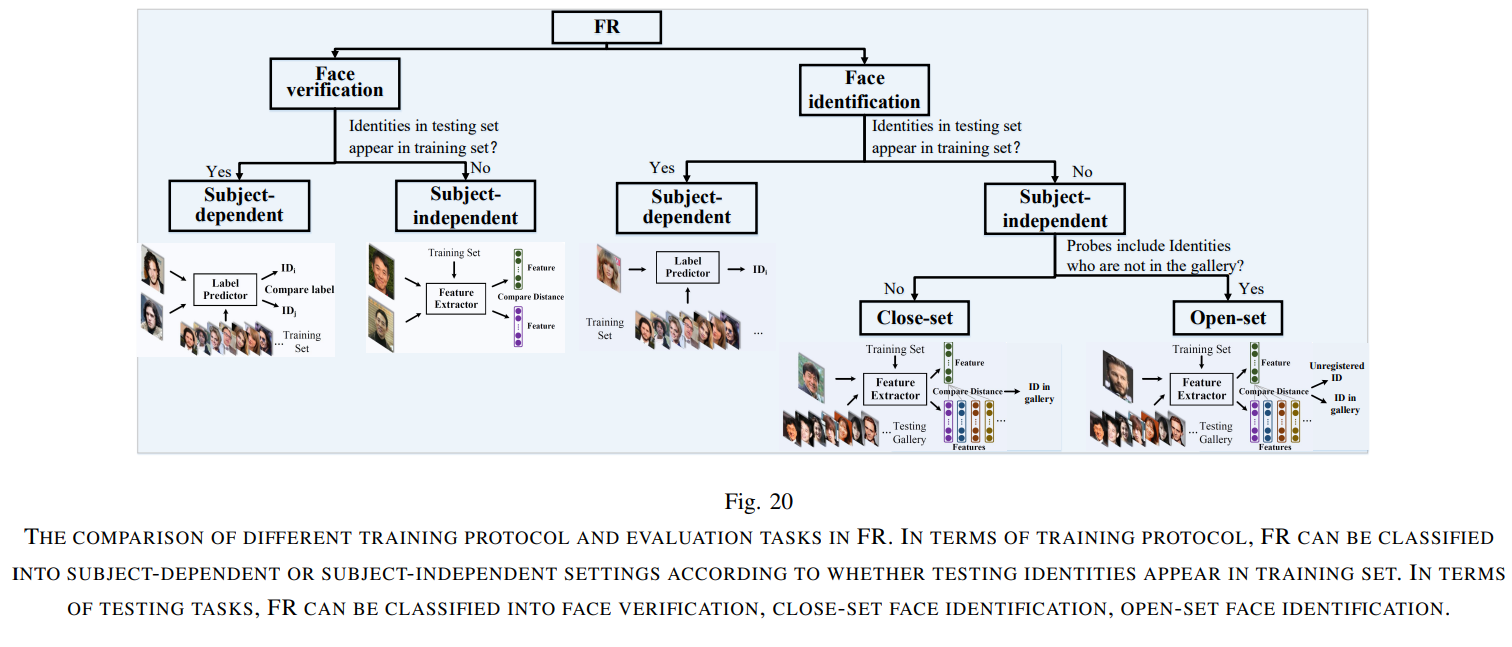 FR
Face
verification
Face
identification
Identities in testing set
appear in training set?
Identities in testing set
appear in training set?
Yes
No
Yes
No
Subject-
dependent
Subject-
independent
Subject-
dependent
Subject-
independent
Probes include Identities
who are not in the gallery?
No
Yes
Close-set
Open-set
Label
Predictor
IDi
Compare label
IDj
... Training
Set
Training Set
Feature
Extractor
Feature
Compare Distance
Feature
Label
Predictor
IDi
Training
Set
...
Training Set
Feature
Extractor
Feature
Compare Distance
ID in
gallery
...
... Testing
Gallery
Features
Training Set
Feature
Extractor
Feature
Compare Distance
Unregistered
ID
ID in
gallery
...
... Testing
Gallery
Features
Fig. 20
THE COMPARISON OF DIFFERENT TRAINING PROTOCOL AND EVALUATION TASKS IN FR. IN TERMS OF TRAINING PROTOCOL, FR CAN BE CLASSIFIED
INTO SUBJECT-DEPENDENT OR SUBJECT-INDEPENDENT SETTINGS ACCORDING TO WHETHER TESTING IDENTITIES APPEAR IN TRAINING SET. IN TERMS
OF TESTING TASKS, FR CAN BE CLASSIFIED INTO FACE VERIFICATION, CLOSE-SET FACE IDENTIFICATION, OPEN-SET FACE IDENTIFICATION.